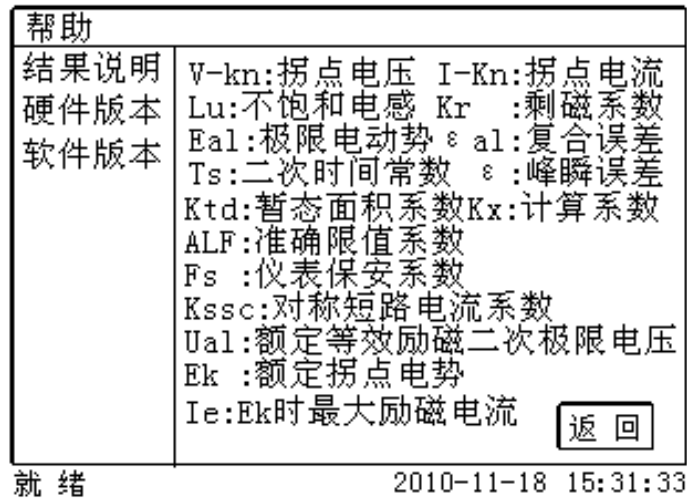 帮助
结果说明
硬件版本
软件版本
V-kn:拐点电压 I-Kn:拐点电流
Lu:不饱和电感 Kr :剩磁系数
Eal:极限电动势 εal:复合误差
Ts:二次时间常数 ε:峰瞬误差
Ktd:暂态面积系数Kx:计算系数
ALF:准确限值系数
Fs :仪表保安系数
Kssc:对称短路电流系数
Ual:额定等效励磁二次极限电压
Ek :额定拐点电势
Ie:Ek时最大励磁电流
返 回
就 绪 2010-11-18 15:31:33